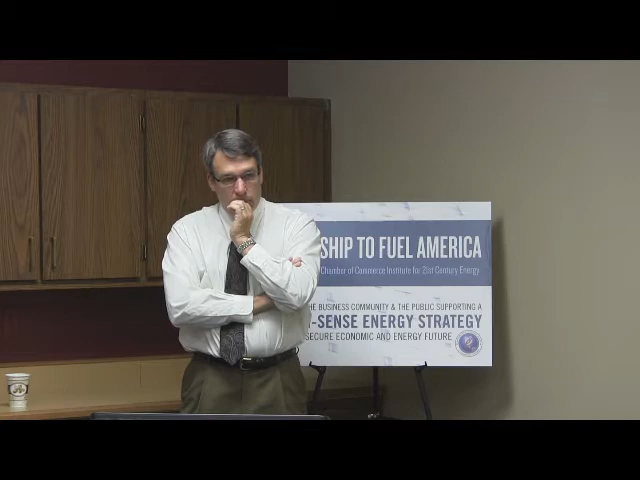 SHIP TO FUEL AMERICA
Chamber of Commerce Institute for 21st Century Energy
THE BUSINESS COMMUNITY & THE PUBLIC SUPPORTING A
-SENSE ENERGY STRATEGY
SECURE ECONOMIC AND ENERGY FUTURE